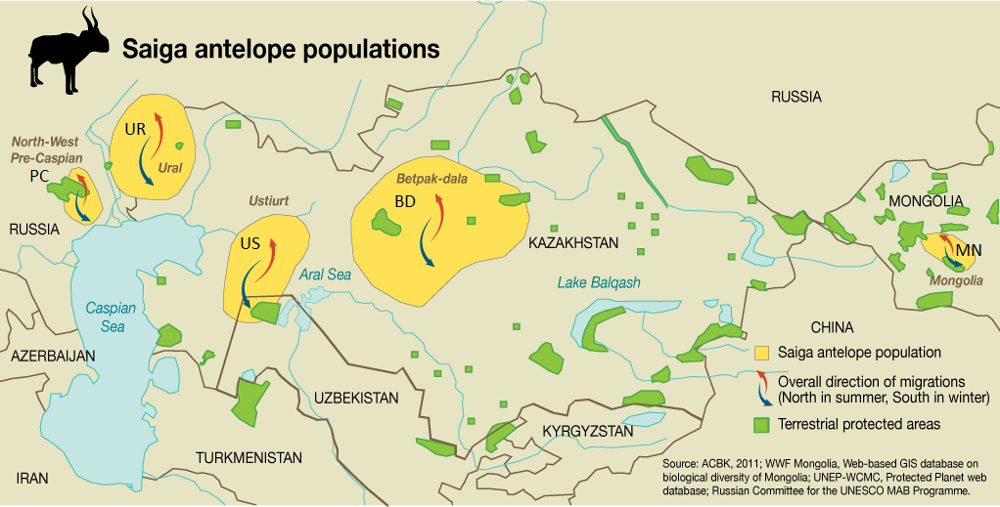 Saiga antelope populations
RUSSIA
UR
North-West
Pre-Caspian
Ural
PC
Betpak-dala
BD
Ustiurt
MONGOLIA
RUSSIA
US
KAZAKHSTAN
MN
Aral Sea
Mongolia
Lake Balqash
Caspian
Sea
CHINA
AZERBAIJAN
Saiga antelope population
Overall direction of migrations
(North in summer, South in winter)
UZBEKISTAN
Terrestrial protected areas
KYRGYZSTAN
TURKMENISTAN
IRAN
Source: ACBK, 2011; WWF Mongolia, Web-based GIS database on
biological diversity of Mongolia; UNEP-WCMC, Protected Planet web
database; Russian Committee for the UNESCO MAB Programme.